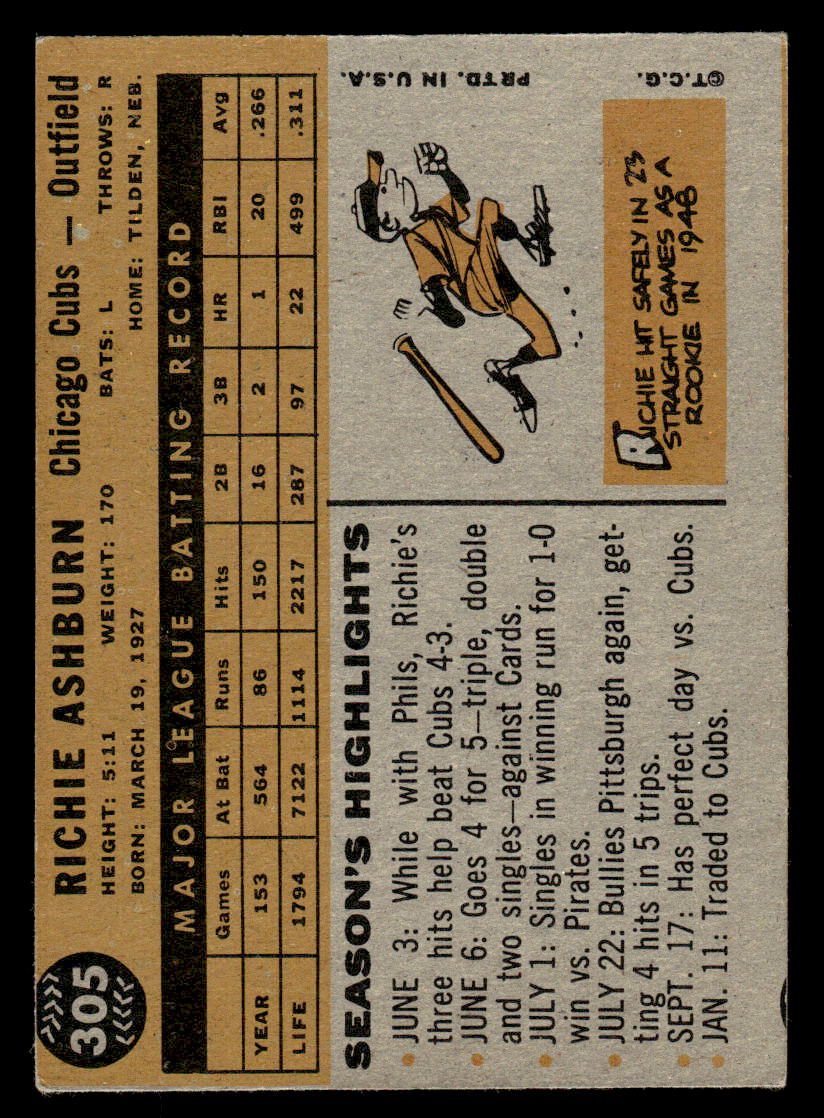 305
RICHIE ASHBURN Chicago Cubs — Outfield
HEIGHT: 5:11 WEIGHT: 170 BATS: L THROWS: R
BORN: MARCH 19, 1927 HOME: TILDEN, NEB.
MAJOR LEAGUE BATTING RECORD
Games At Bat Runs Hits 2B 3B HR RBI Avg
YEAR 153 564 86 150 16 2 1 20 .266
LIFE 1794 7122 1114 2217 287 97 22 499 .311
SEASON'S HIGHLIGHTS
• JUNE 3: While with Phils, Richie's
three hits help beat Cubs 4-3.
• JUNE 6: Goes 4 for 5—triple, double
and two singles—against Cards.
• JULY 1: Singles in winning run for 1-0
win vs. Pirates.
• JULY 22: Bullies Pittsburgh again, get-
ting 4 hits in 5 trips.
• SEPT. 17: Has perfect day vs. Cubs.
• JAN. 11: Traded to Cubs.
RICHIE HIT SAFELY IN 23
STRAIGHT GAMES AS A
ROOKIE IN 1948
©T.C.G.
PRTD. IN U.S.A.